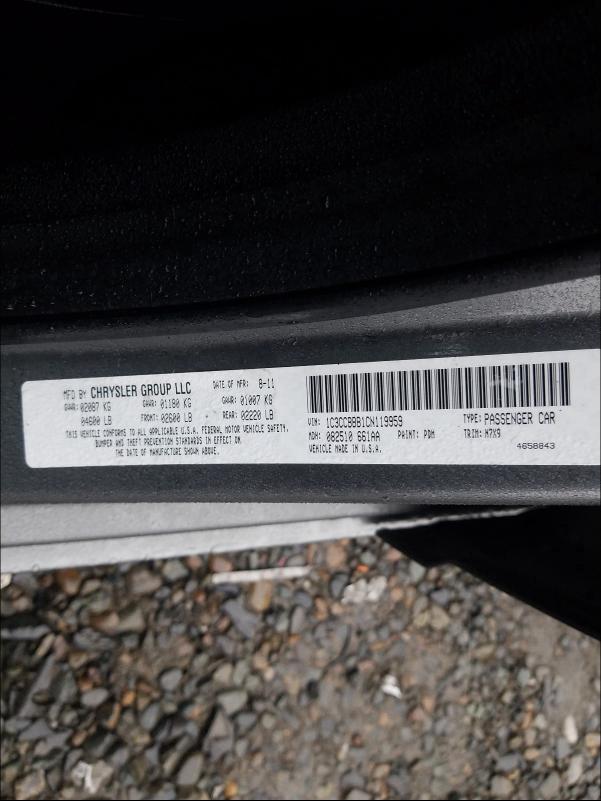 MFD BY CHRYSLER GROUP LLC DATE OF MFR: 8-11
GVWR: 02087 KG GAWR: 01180 KG GAWR: 01007 KG
04600 LB FRONT: 02600 LB REAR: 02220 LB
THIS VEHICLE CONFORMS TO ALL APPLICABLE U.S.A. FEDERAL MOTOR VEHICLE SAFETY,
BUMPER AND THEFT PREVENTION STANDARDS IN EFFECT ON
THE DATE OF MANUFACTURE SHOWN ABOVE.
VIN: 1C3CCBBB1CN119959 TYPE: PASSENGER CAR
MDH: 082510 661AA PAINT: PDM TRIM: M7X9
VEHICLE MADE IN U.S.A. 4658843